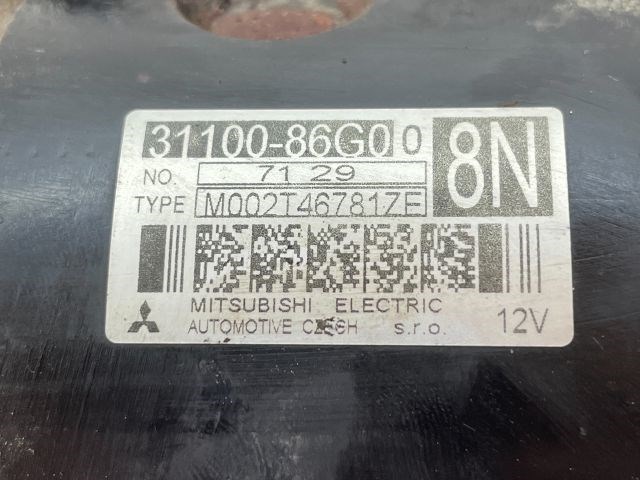 31100-86G00
8N
NO. 71 29
TYPE M002T46781ZE
MITSUBISHI ELECTRIC
AUTOMOTIVE CZECH s.r.o. 12V